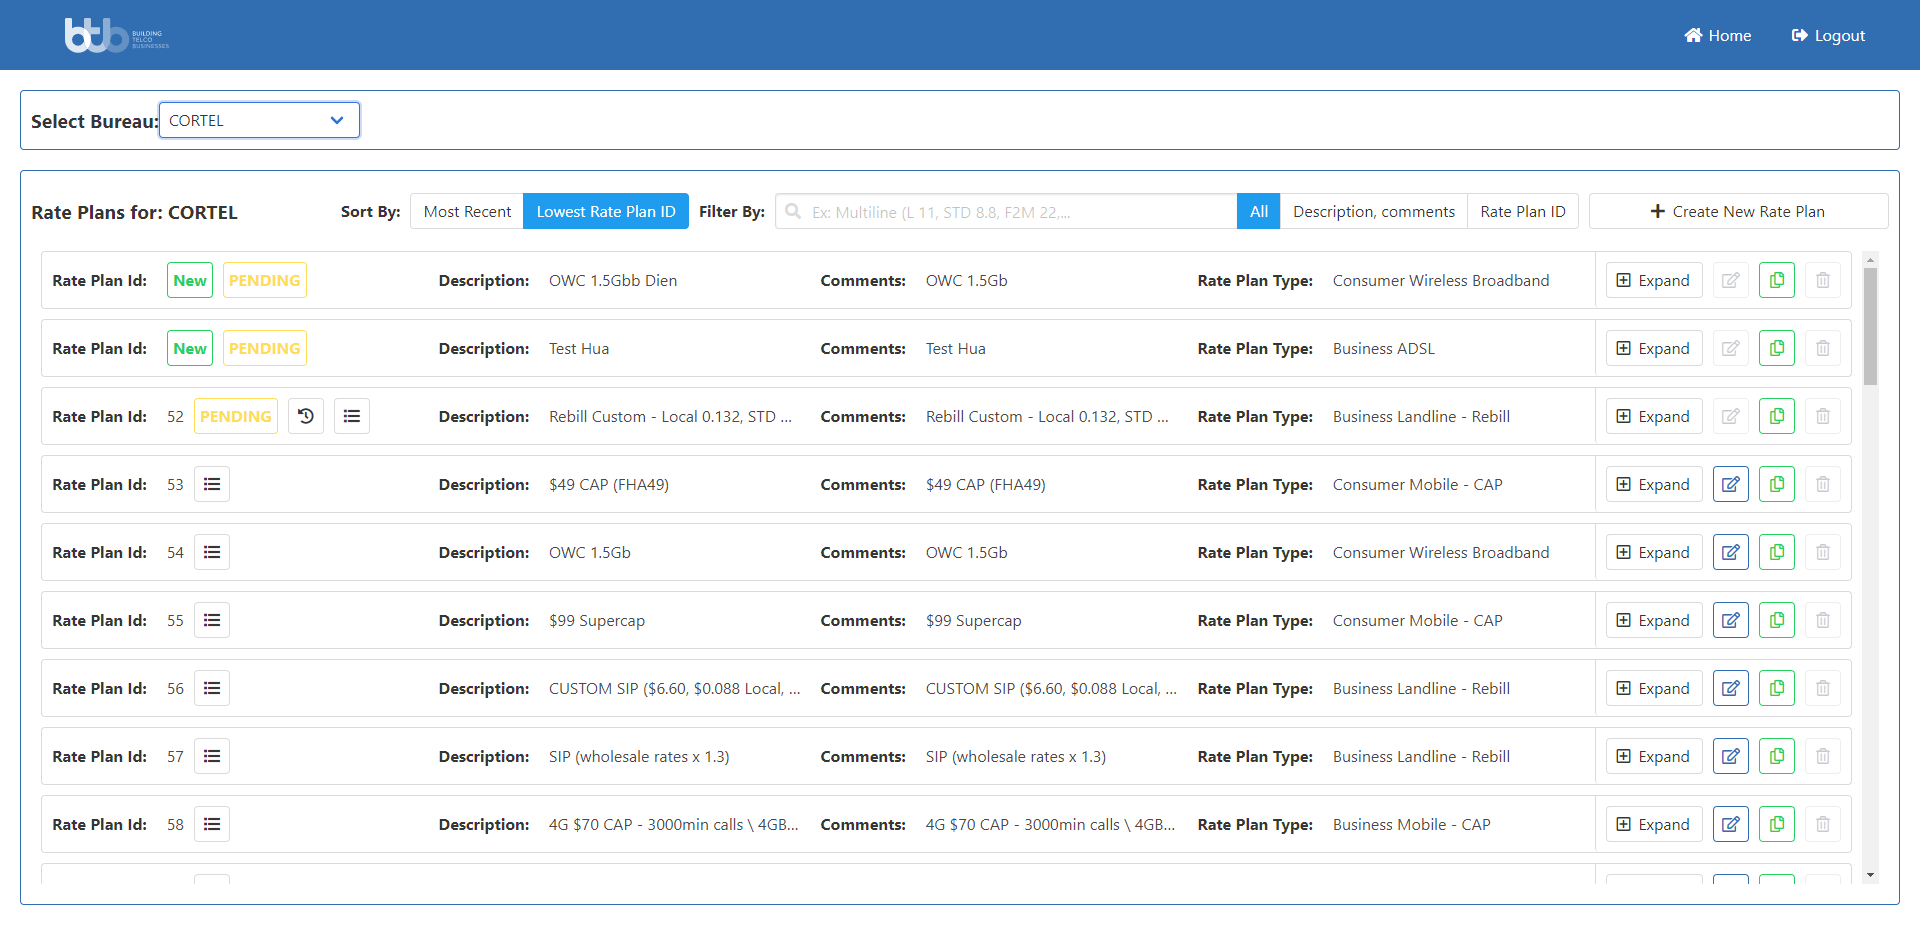 btb BUILDING TELCO BUSINESSES
Home Logout
Select Bureau: CORTEL
Rate Plans for: CORTEL Sort By: Most Recent Lowest Rate Plan ID Filter By: Ex: Multiline (L 11, STD 8.8, F2M 22,... All Description, comments Rate Plan ID Create New Rate Plan
Rate Plan Id: New PENDING Description: OWC 1.5Gbb Dien Comments: OWC 1.5Gb Rate Plan Type: Consumer Wireless Broadband Expand
Rate Plan Id: New PENDING Description: Test Hua Comments: Test Hua Rate Plan Type: Business ADSL Expand
Rate Plan Id: 52 PENDING Description: Rebill Custom - Local 0.132, STD ... Comments: Rebill Custom - Local 0.132, STD ... Rate Plan Type: Business Landline - Rebill Expand
Rate Plan Id: 53 Description: $49 CAP (FHA49) Comments: $49 CAP (FHA49) Rate Plan Type: Consumer Mobile - CAP Expand
Rate Plan Id: 54 Description: OWC 1.5Gb Comments: OWC 1.5Gb Rate Plan Type: Consumer Wireless Broadband Expand
Rate Plan Id: 55 Description: $99 Supercap Comments: $99 Supercap Rate Plan Type: Consumer Mobile - CAP Expand
Rate Plan Id: 56 Description: CUSTOM SIP ($6.60, $0.088 Local, ... Comments: CUSTOM SIP ($6.60, $0.088 Local, ... Rate Plan Type: Business Landline - Rebill Expand
Rate Plan Id: 57 Description: SIP (wholesale rates x 1.3) Comments: SIP (wholesale rates x 1.3) Rate Plan Type: Business Landline - Rebill Expand
Rate Plan Id: 58 Description: 4G $70 CAP - 3000min calls \ 4GB... Comments: 4G $70 CAP - 3000min calls \ 4GB... Rate Plan Type: Business Mobile - CAP Expand